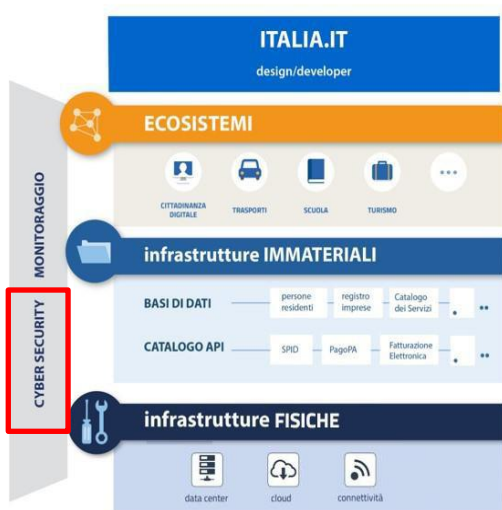 ITALIA.IT
design/developer
ECOSISTEMI
CITTADINANZA
DIGITALE
TRASPORTI
SCUOLA
TURISMO
infrastrutture IMMATERIALI
BASI DI DATI
persone
residenti
registro
imprese
Catalogo
dei Servizi
CATALOGO API
SPID
PagoPA
Fatturazione
Elettronica
infrastrutture FISICHE
data center
cloud
connettività
MONITORAGGIO
CYBER SECURITY